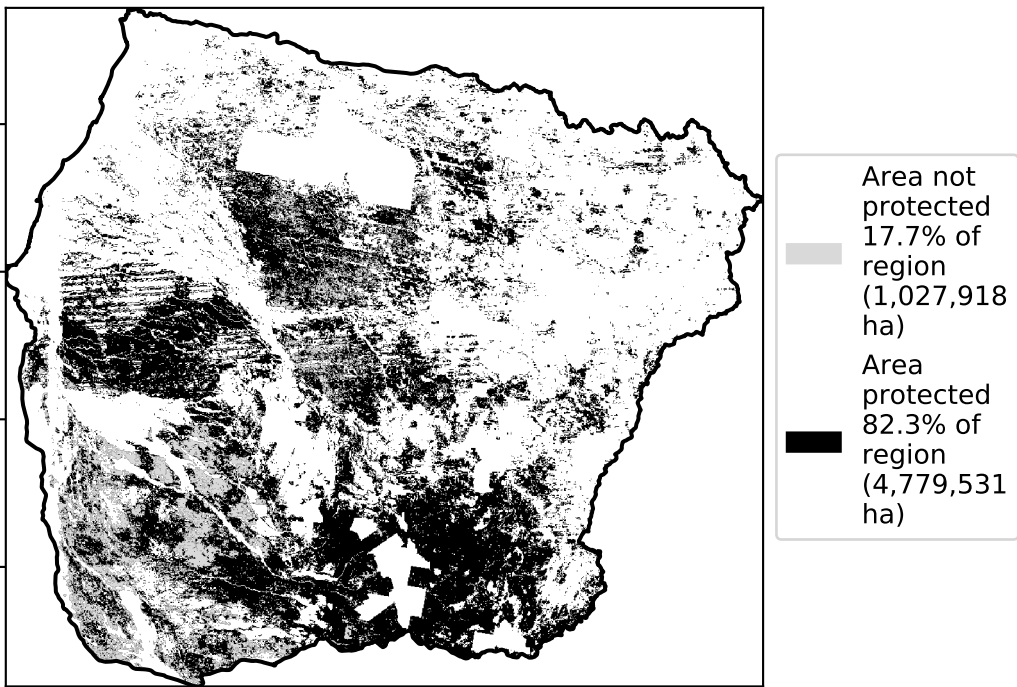 Area not
protected
17.7% of
region
(1,027,918
ha)
Area
protected
82.3% of
region
(4,779,531
ha)